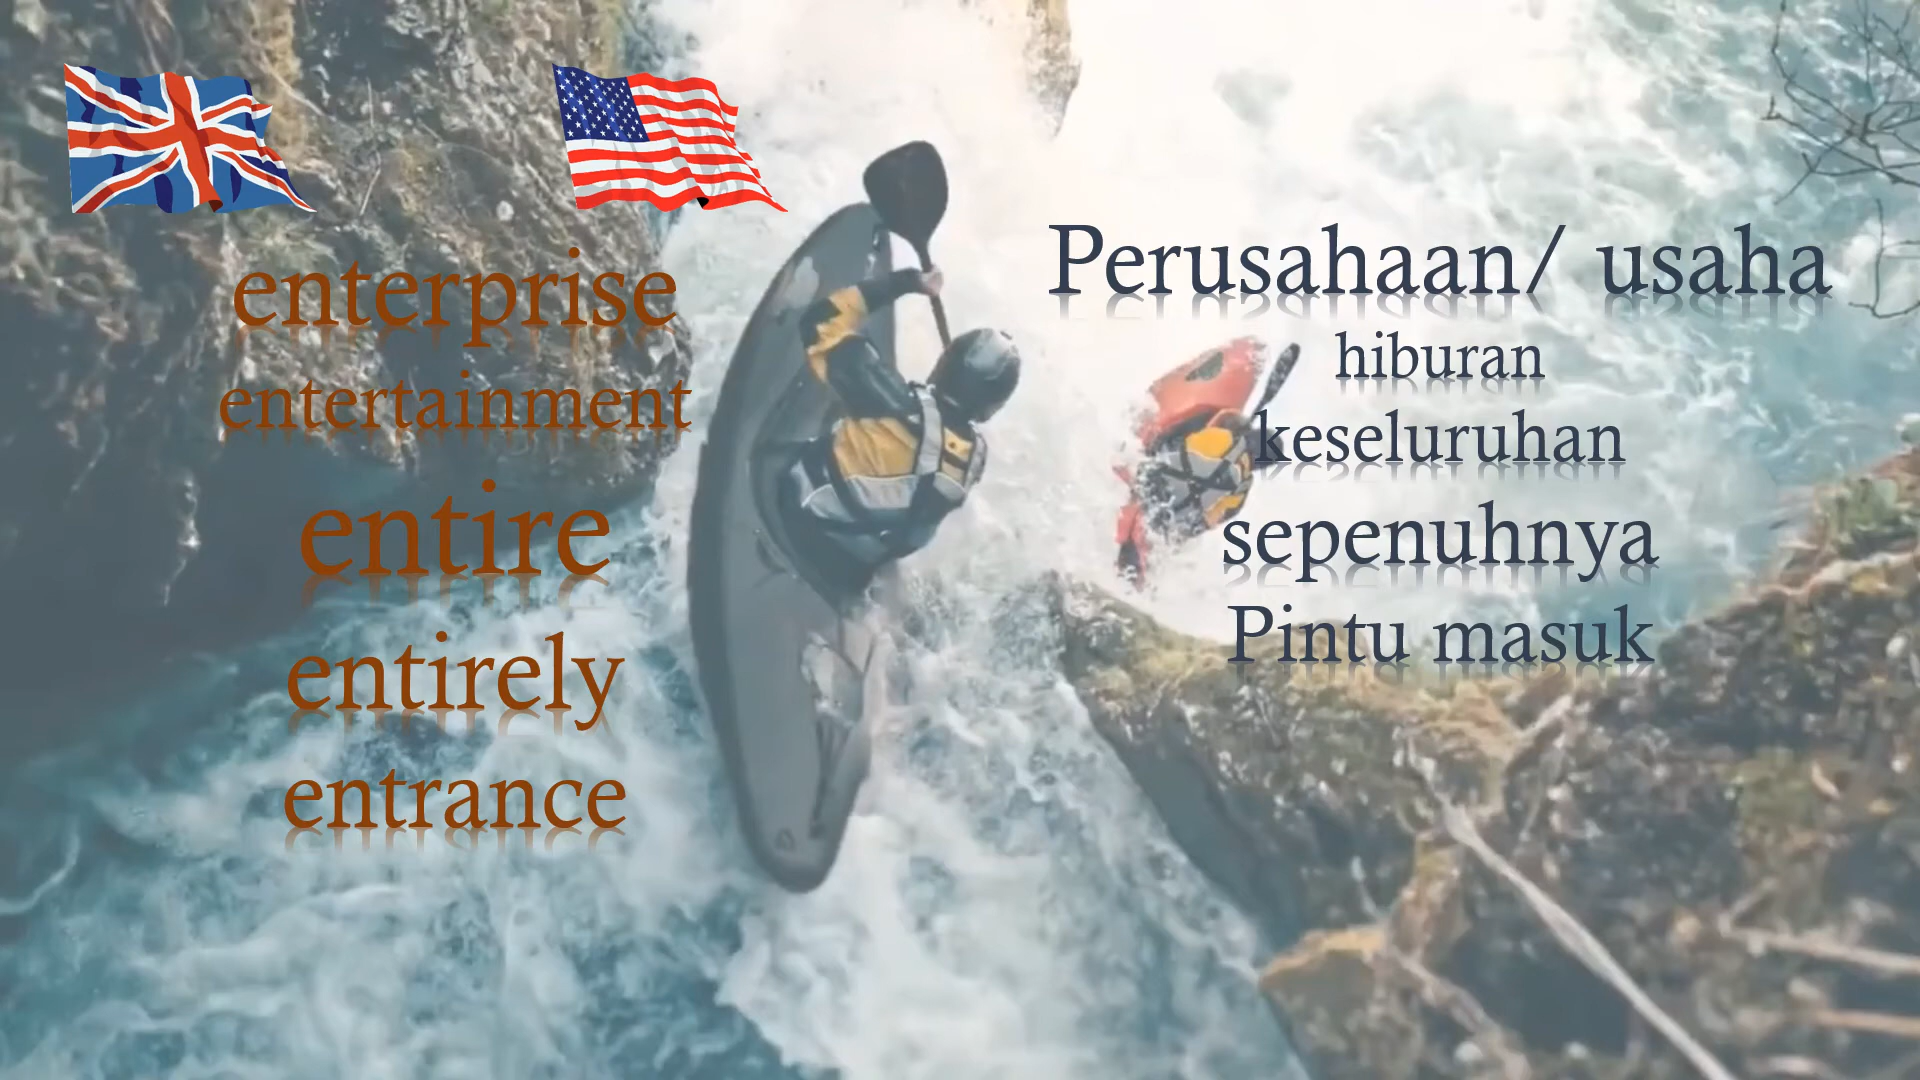 enterprise
entertainment
entire
entirely
entrance
Perusahaan/ usaha
hiburan
keseluruhan
sepenuhnya
Pintu masuk